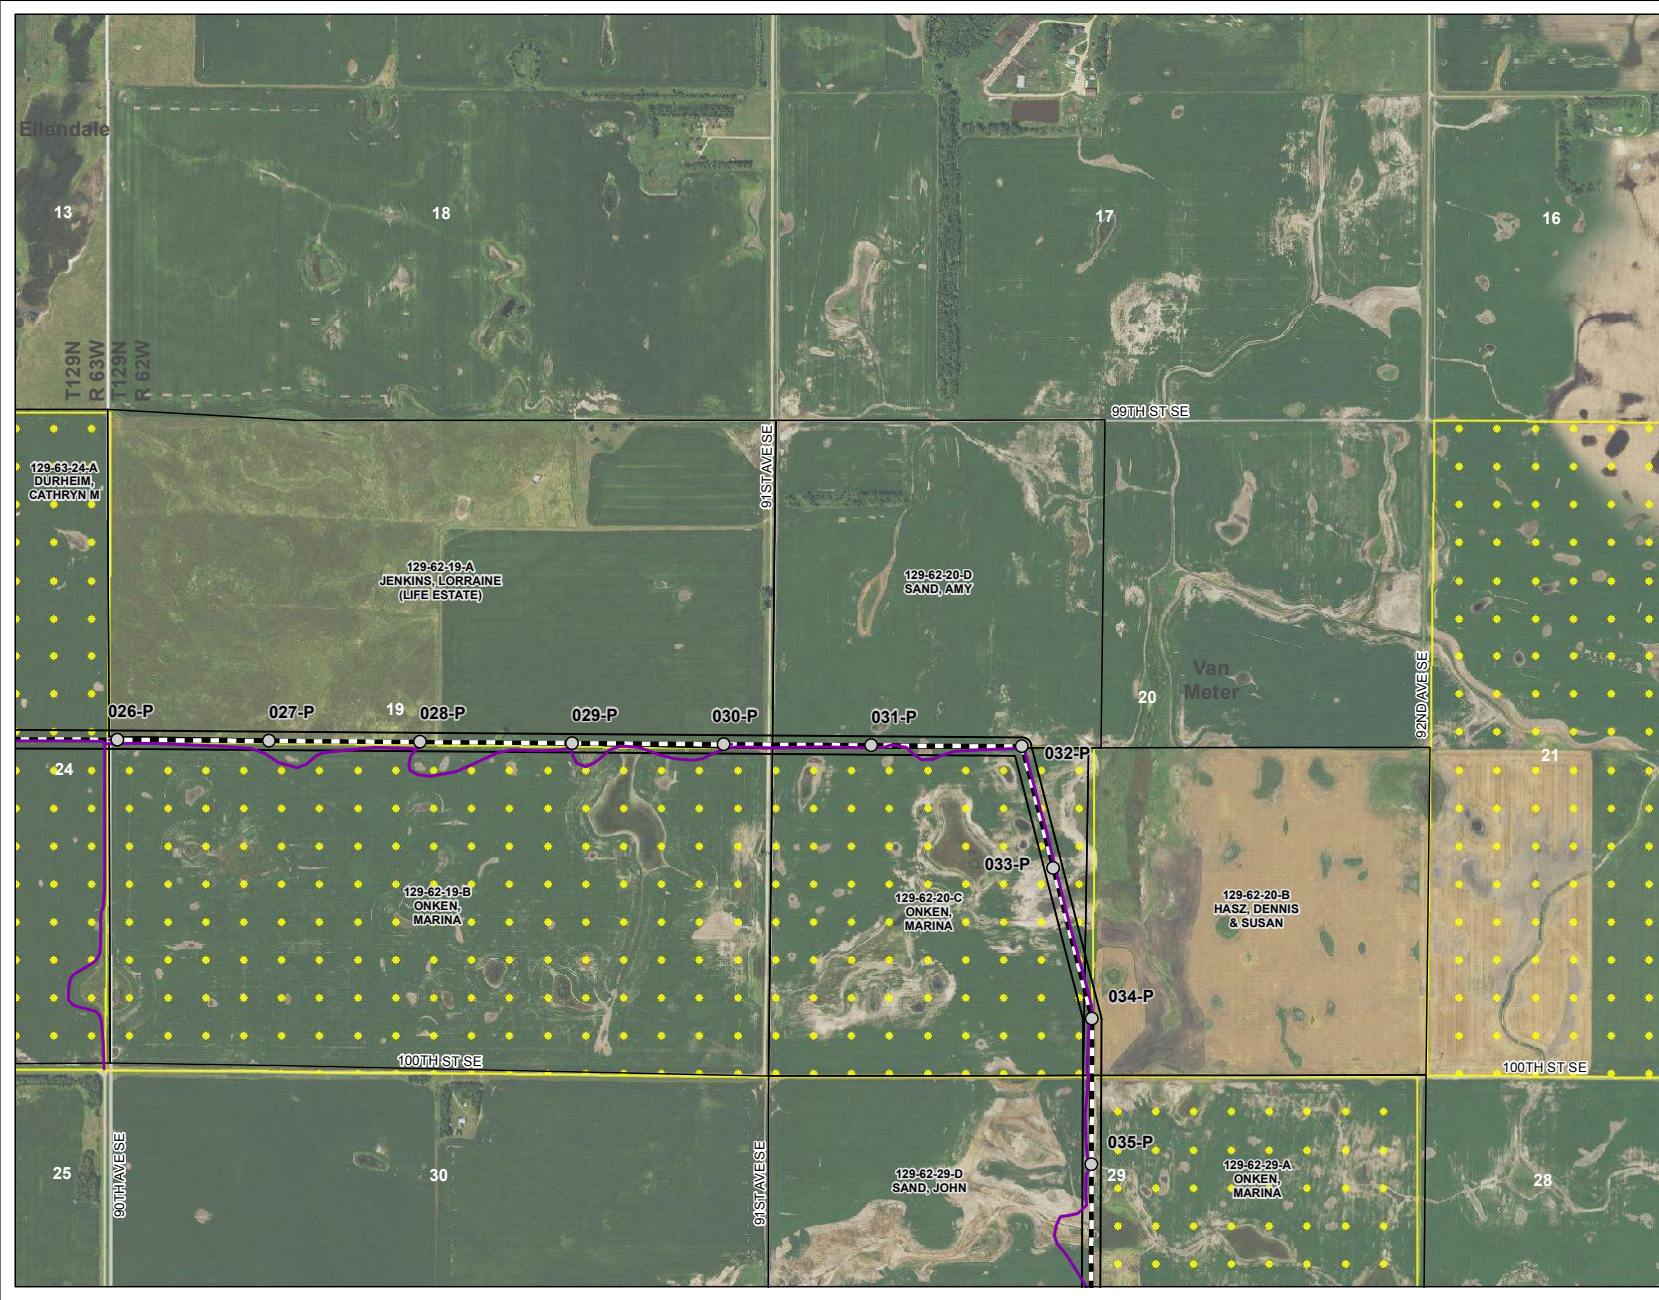 Ellendale
13
18
17
16
T129N
R 63W
T129N
R 62W
99TH ST SE
91ST AVE SE
129-63-24-A
DURHEIM,
CATHRYN M
129-62-19-A
JENKINS, LORRAINE
(LIFE ESTATE)
129-62-20-D
SAND, AMY
Van
Meter
20
92ND AVE SE
026-P
027-P
19
028-P
029-P
030-P
031-P
032-P
24
21
033-P
129-62-19-B
ONKEN,
MARINA
129-62-20-C
ONKEN,
MARINA
129-62-20-B
HASZ, DENNIS
& SUSAN
034-P
100TH ST SE
100TH ST SE
035-P
90TH AVE SE
91ST AVE SE
25
30
129-62-29-D
SAND, JOHN
29
129-62-29-A
ONKEN,
MARINA
28